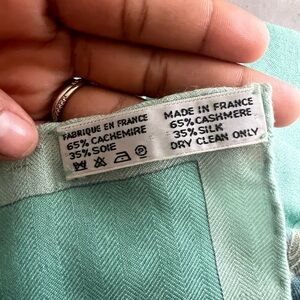 FABRIQUE EN FRANCE
65% CACHEMIRE
35% SOIE
MADE IN FRANCE
65% CASHMERE
35% SILK
DRY CLEAN ONLY